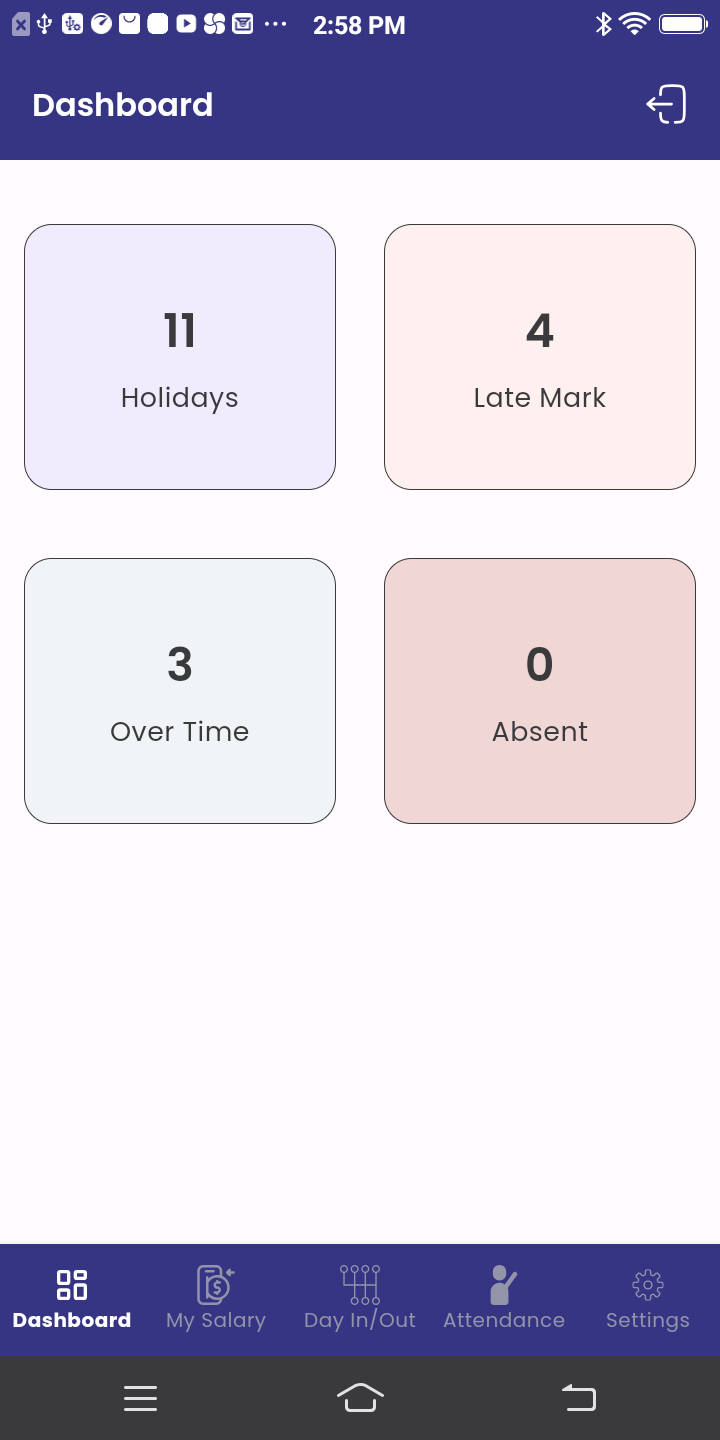 2:58 PM
Dashboard
11
Holidays
4
Late Mark
3
Over Time
0
Absent
Dashboard
My Salary
Day In/Out
Attendance
Settings